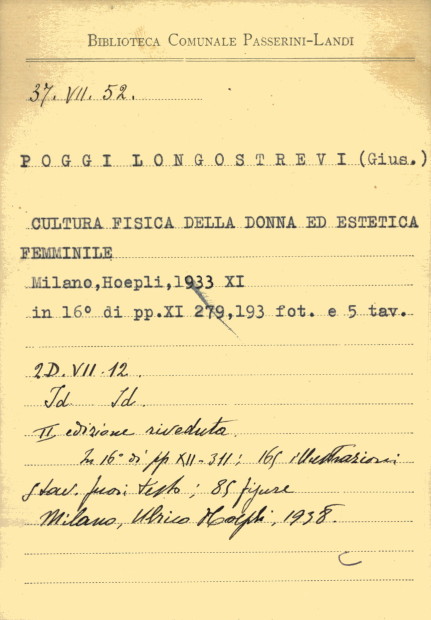 BIBLIOTECA COMUNALE PASSERINI-LANDI
37. VII. 52.
POGGI LONGOSTREVI (Gius.)
CULTURA FISICA DELLA DONNA ED ESTETICA
FEMMINILE
Milano, Hoepli, 1933 XI
in 16° di pp. XI 279, 193 fot. e 5 tav.
2D. VII. 12.
Id Id.
II edizione riveduta.
In 16° di pp XII-311; 165 illustrazioni
tav. fuori testo; 85 figure
Milano, Ulrico Hoepli, 1938.